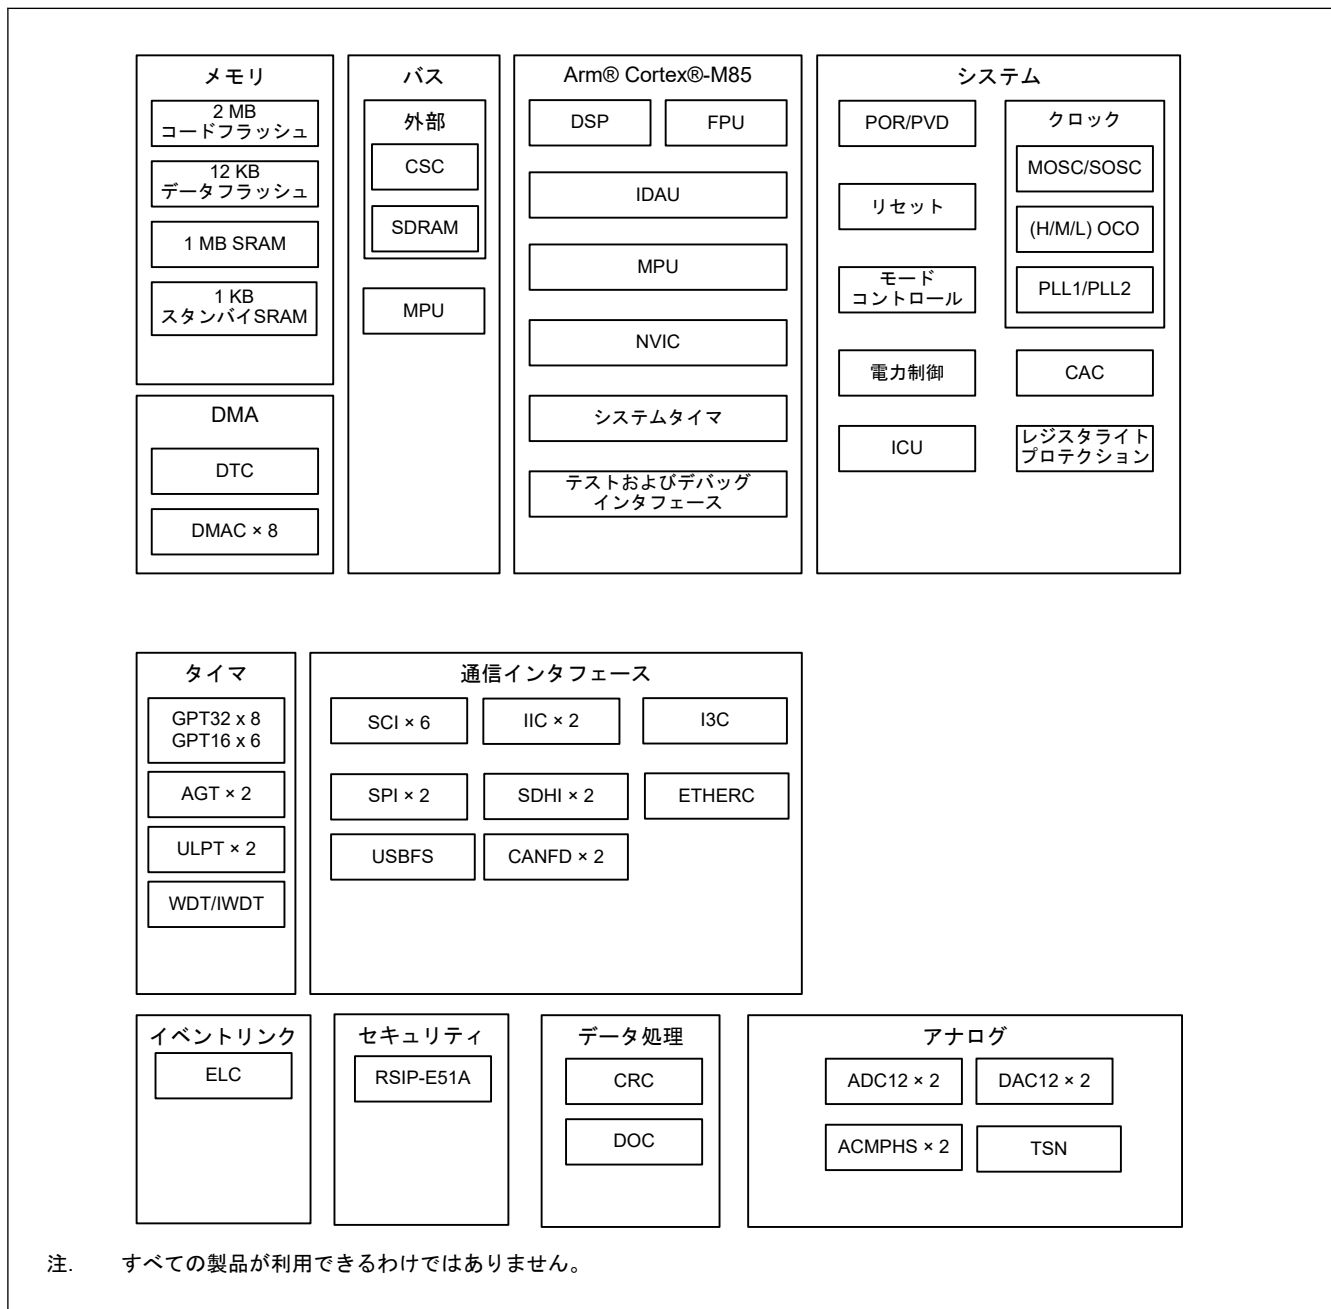 メモリ
2 MB
コードフラッシュ
12 KB
データフラッシュ
1 MB SRAM
1 KB
スタンバイSRAM
DMA
DTC
DMAC × 8
バス
外部
CSC
SDRAM
MPU
Arm® Cortex®-M85
DSP
FPU
IDAU
MPU
NVIC
システムタイマ
テストおよびデバッグ
インタフェース
システム
POR/PVD
リセット
モード
コントロール
電力制御
ICU
クロック
MOSC/SOSC
(H/M/L) OCO
PLL1/PLL2
CAC
レジスタライト
プロテクション
タイマ
GPT32 x 8
GPT16 x 6
AGT × 2
ULPT × 2
WDT/IWDT
通信インタフェース
SCI × 6
IIC × 2
I3C
SPI × 2
SDHI × 2
ETHERC
USBFS
CANFD × 2
イベントリンク
ELC
セキュリティ
RSIP-E51A
データ処理
CRC
DOC
アナログ
ADC12 × 2
DAC12 × 2
ACMPHS × 2
TSN
注. すべての製品が利用できるわけではありません。